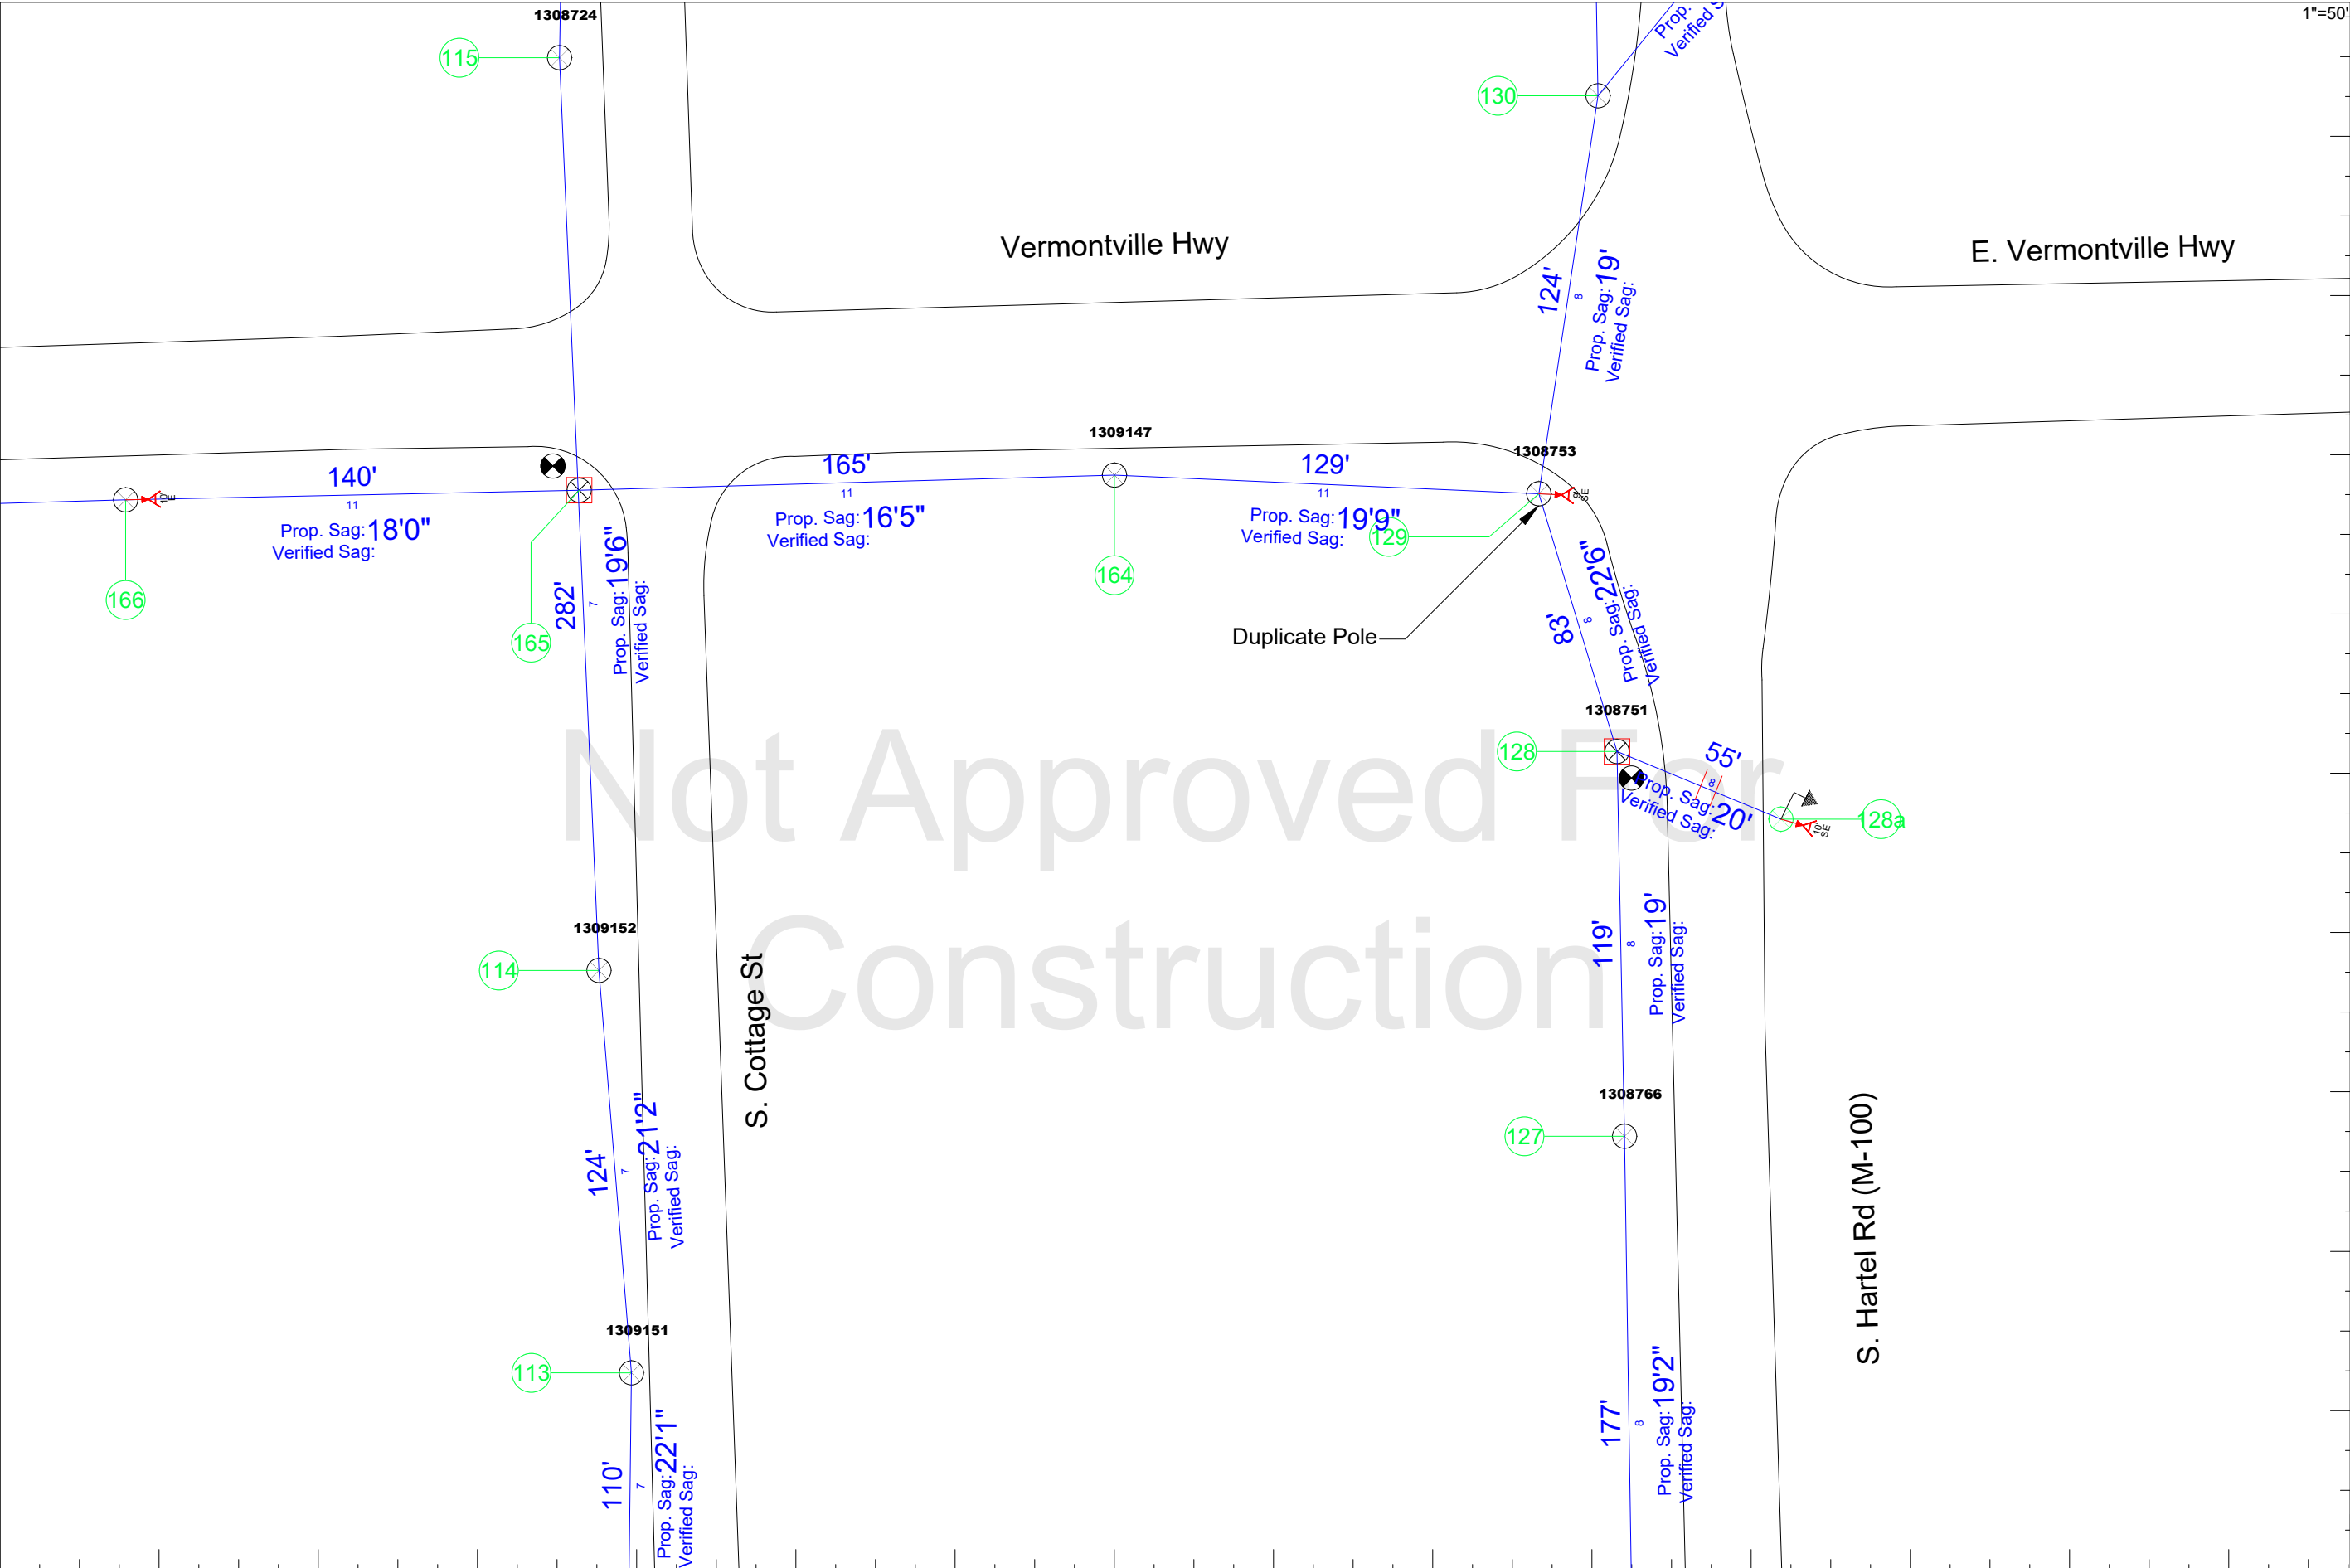 1308724
1"=50'
115
130
Prop.
Verified S
Vermontville Hwy
E. Vermontville Hwy
124'
8
Prop. Sag:19'
Verified Sag:
1309147
1308753
140'
11
Prop. Sag:18'0"
Verified Sag:
10'
E
165'
11
Prop. Sag:16'5"
Verified Sag:
129'
11
Prop. Sag:19'9"
Verified Sag:
9'
SE
129
166
165
164
282'
7
Prop. Sag:19'6"
Verified Sag:
Duplicate Pole
83'
8
Prop. Sag:22'6"
Verified Sag:
1308751
128
55'
8
Prop. Sag:20'
Verified Sag:
128a
10'
SE
Not Approved For
Construction
1309152
114
S. Cottage St
119'
8
Prop. Sag:19'
Verified Sag:
1308766
127
124'
7
Prop. Sag:21'2"
Verified Sag:
S. Hartel Rd (M-100)
1309151
113
110'
7
Prop. Sag:22'1"
Verified Sag:
177'
8
Prop. Sag:19'2"
Verified Sag: